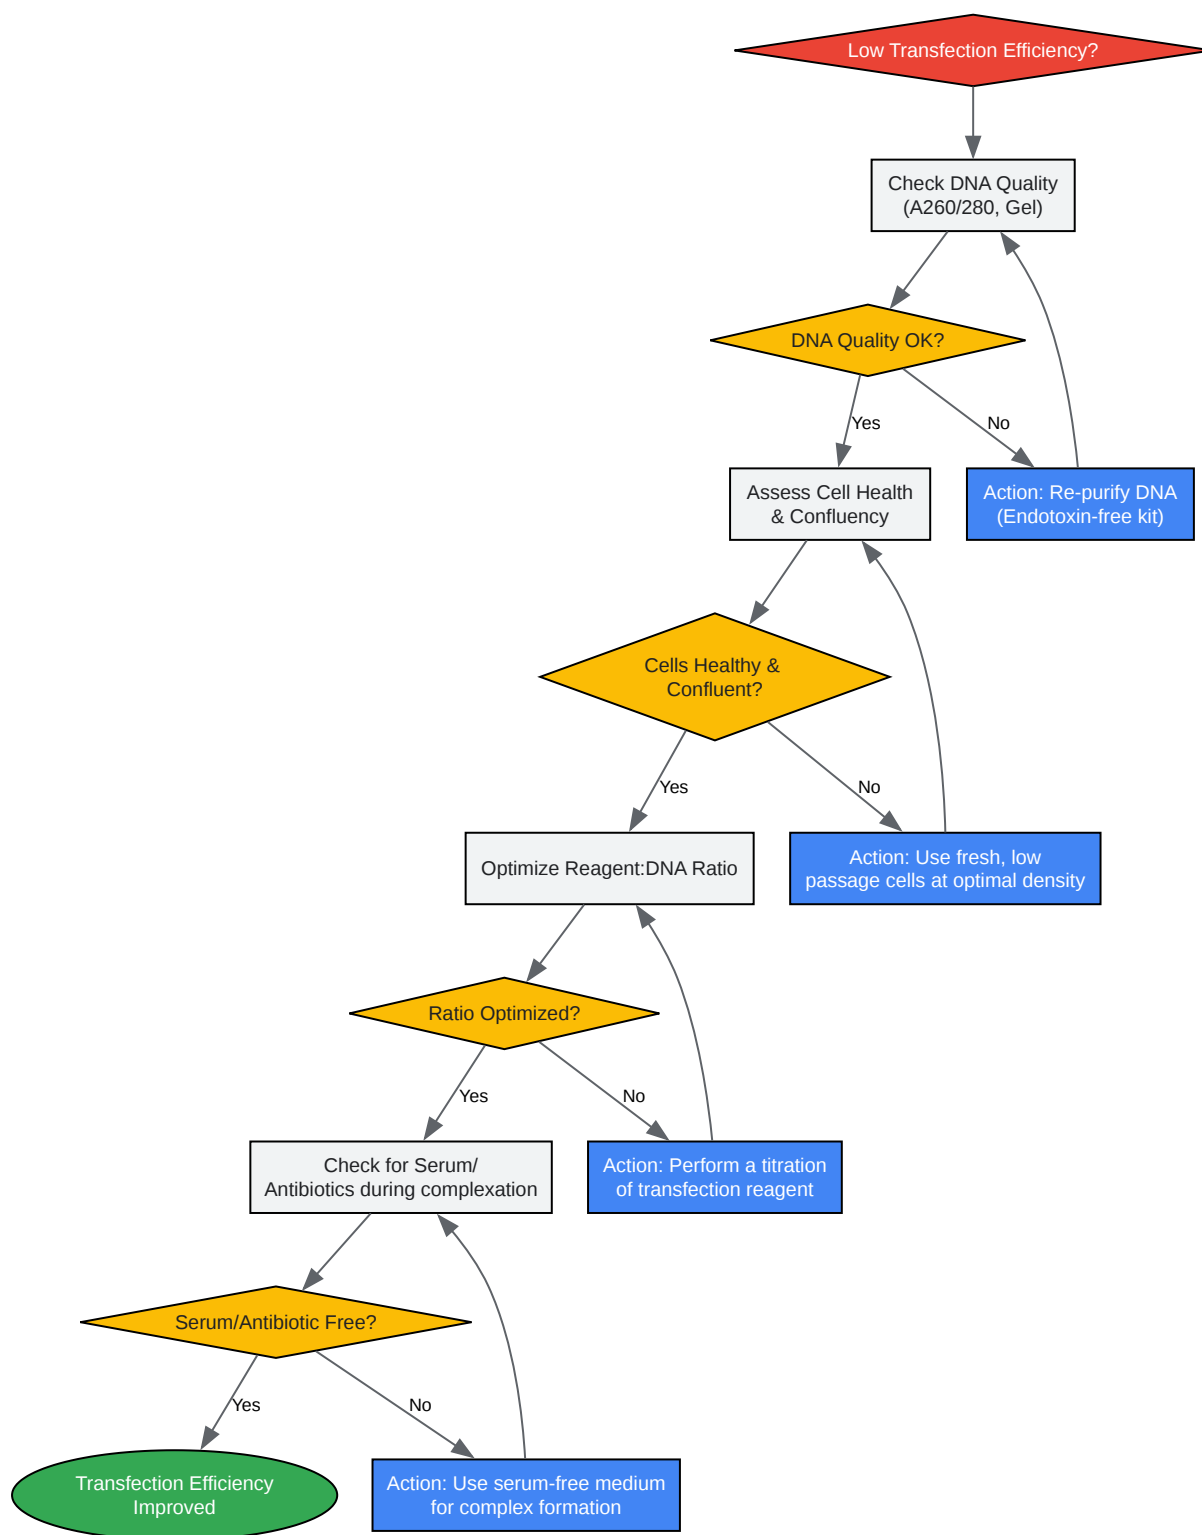 Low Transfection Efficiency?
Check DNA Quality
(A260/280, Gel)
DNA Quality OK?
Yes
No
Assess Cell Health
& Confluency
Action: Re-purify DNA
(Endotoxin-free kit)
Cells Healthy &
Confluent?
Yes
No
Optimize Reagent:DNA Ratio
Action: Use fresh, low
passage cells at optimal density
Ratio Optimized?
Yes
No
Check for Serum/
Antibiotics during complexation
Action: Perform a titration
of transfection reagent
Serum/Antibiotic Free?
Yes
No
Transfection Efficiency
Improved
Action: Use serum-free medium
for complex formation